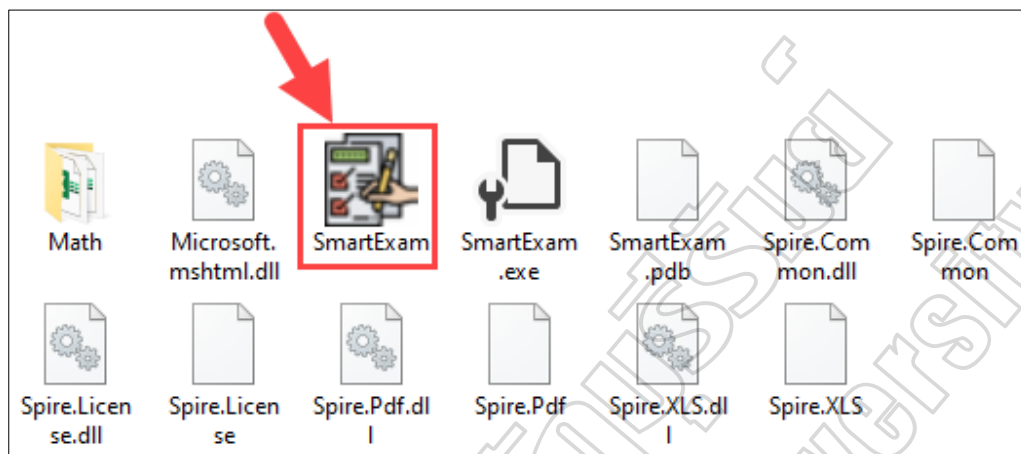 Math
Microsoft.
mshtml.dll
SmartExam
SmartExam
.exe
SmartExam
.pdb
Spire.Com
mon.dll
Spire.Com
mon
Spire.Licen
se.dll
Spire.Licen
se
Spire.Pdf.dl
l
Spire.Pdf
Spire.XLS.dl
l
Spire.XLS